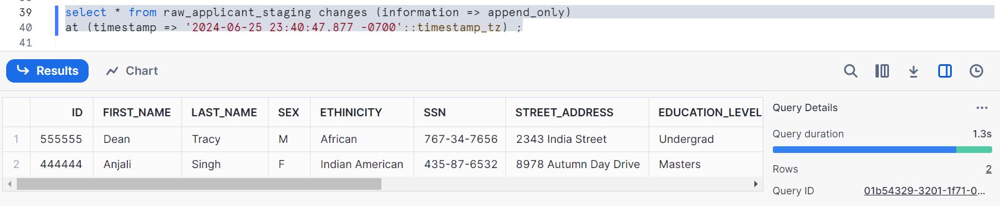 39 select * from raw_applicant_staging changes (information => append_only)
40 at (timestamp => '2024-06-25 23:40:47.877 -0700'::timestamp_tz) ;
41
Results Chart
ID FIRST_NAME LAST_NAME SEX ETHINICITY SSN STREET_ADDRESS EDUCATION_LEVEL
1 555555 Dean Tracy M African 767-34-7656 2343 India Street Undergrad
2 444444 Anjali Singh F Indian American 435-87-6532 8978 Autumn Day Drive Masters
Query Details ...
Query duration 1.3s
Rows 2
Query ID 01b54329-3201-1f71-0...